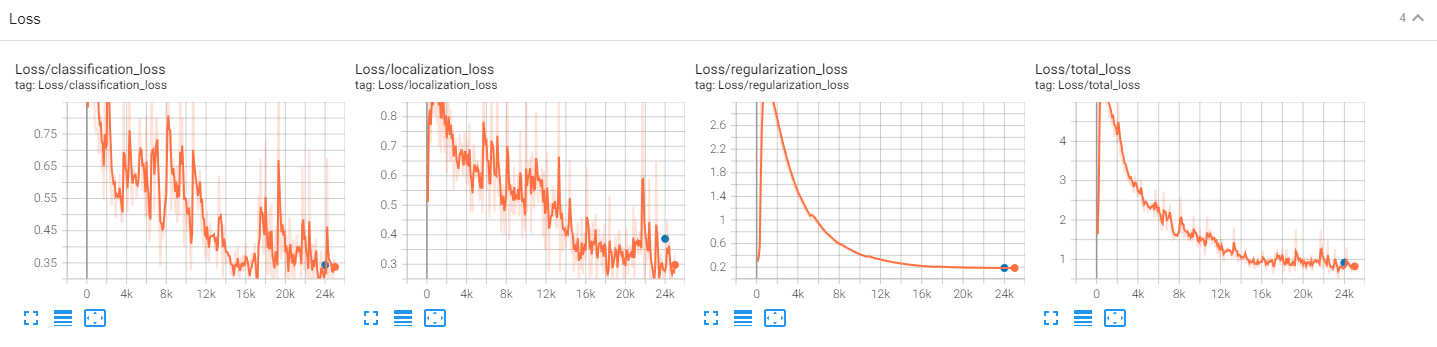 Loss
4
Loss/classification_loss
tag: Loss/classification_loss
0.75
0.65
0.55
0.45
0.35
0 4k 8k 12k 16k 20k 24k
Loss/localization_loss
tag: Loss/localization_loss
0.8
0.7
0.6
0.5
0.4
0.3
0 4k 8k 12k 16k 20k 24k
Loss/regularization_loss
tag: Loss/regularization_loss
2.6
2.2
1.8
1.4
1
0.6
0.2
0 4k 8k 12k 16k 20k 24k
Loss/total_loss
tag: Loss/total_loss
4
3
2
1
0 4k 8k 12k 16k 20k 24k